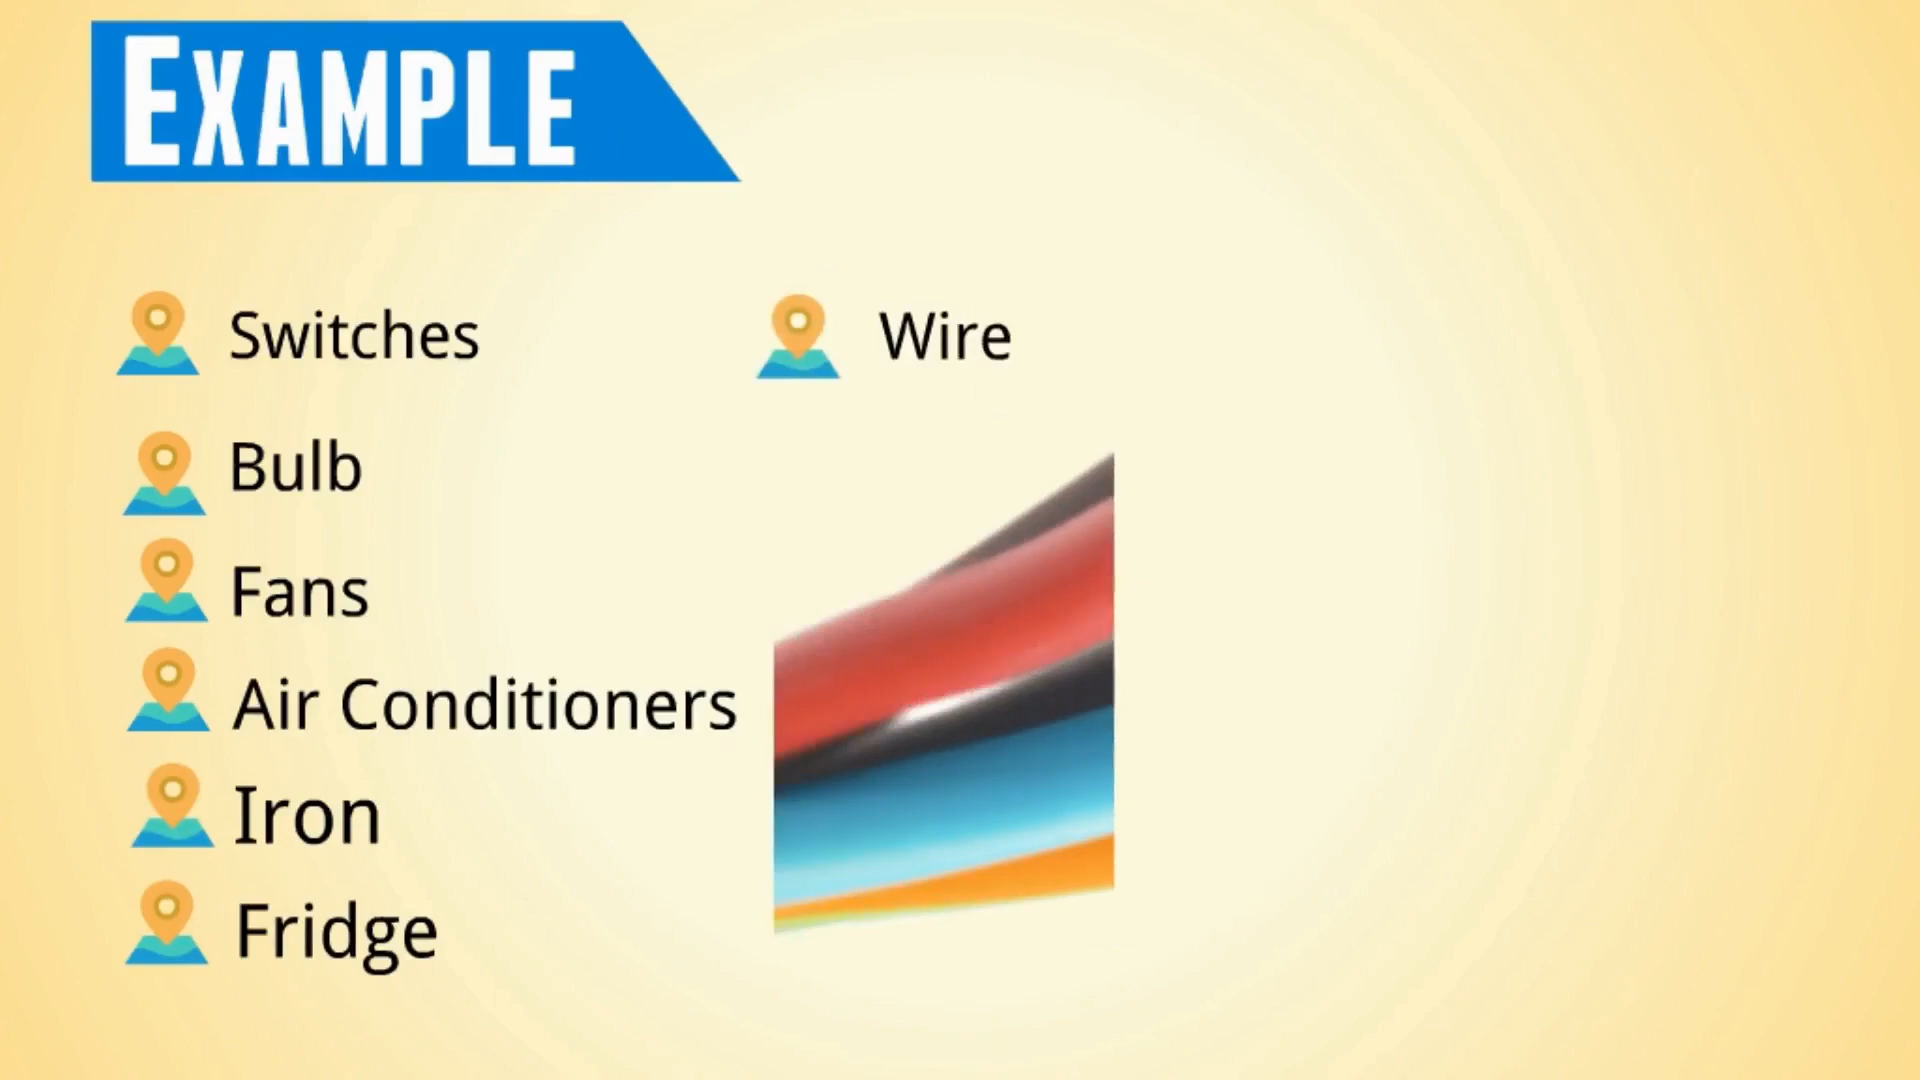 EXAMPLE
Switches
Bulb
Fans
Air Conditioners
Iron
Fridge
Wire